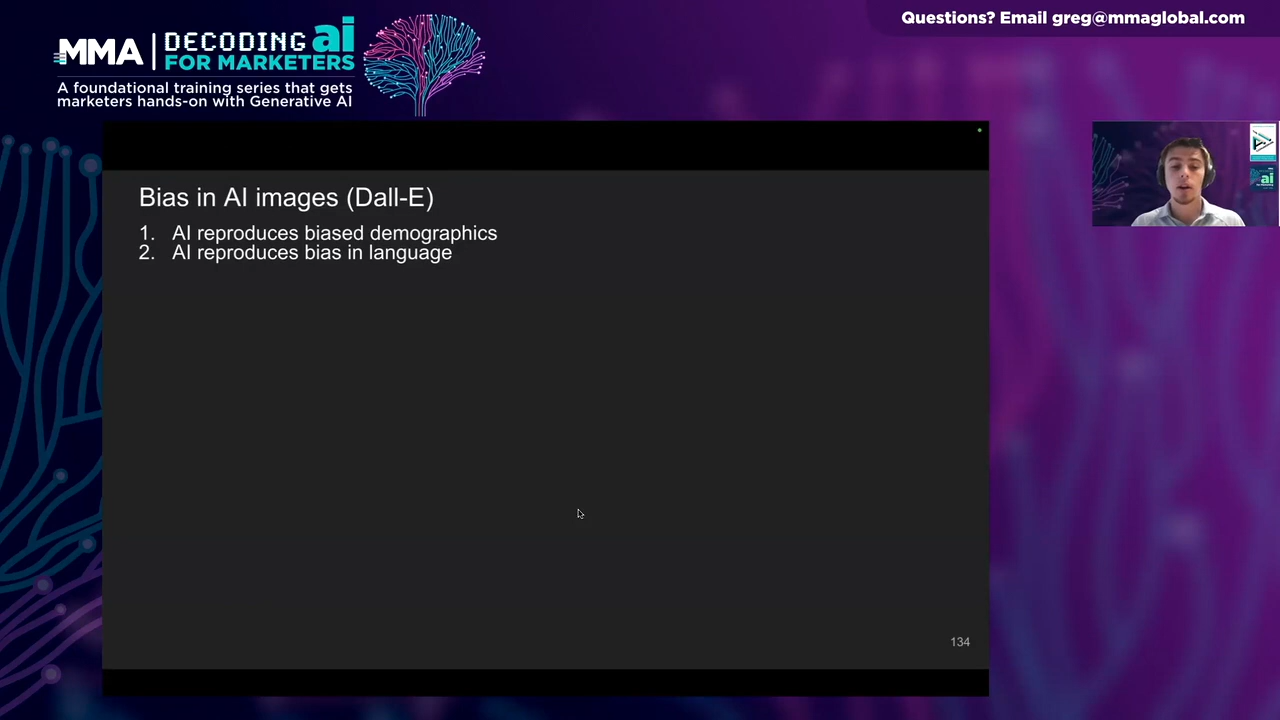 Questions? Email greg@mmaglobal.com
MMA
DECODING ai
FOR MARKETERS
A foundational training series that gets
marketers hands-on with Generative AI
Bias in AI images (Dall-E)
1. AI reproduces biased demographics
2. AI reproduces bias in language
ai
134